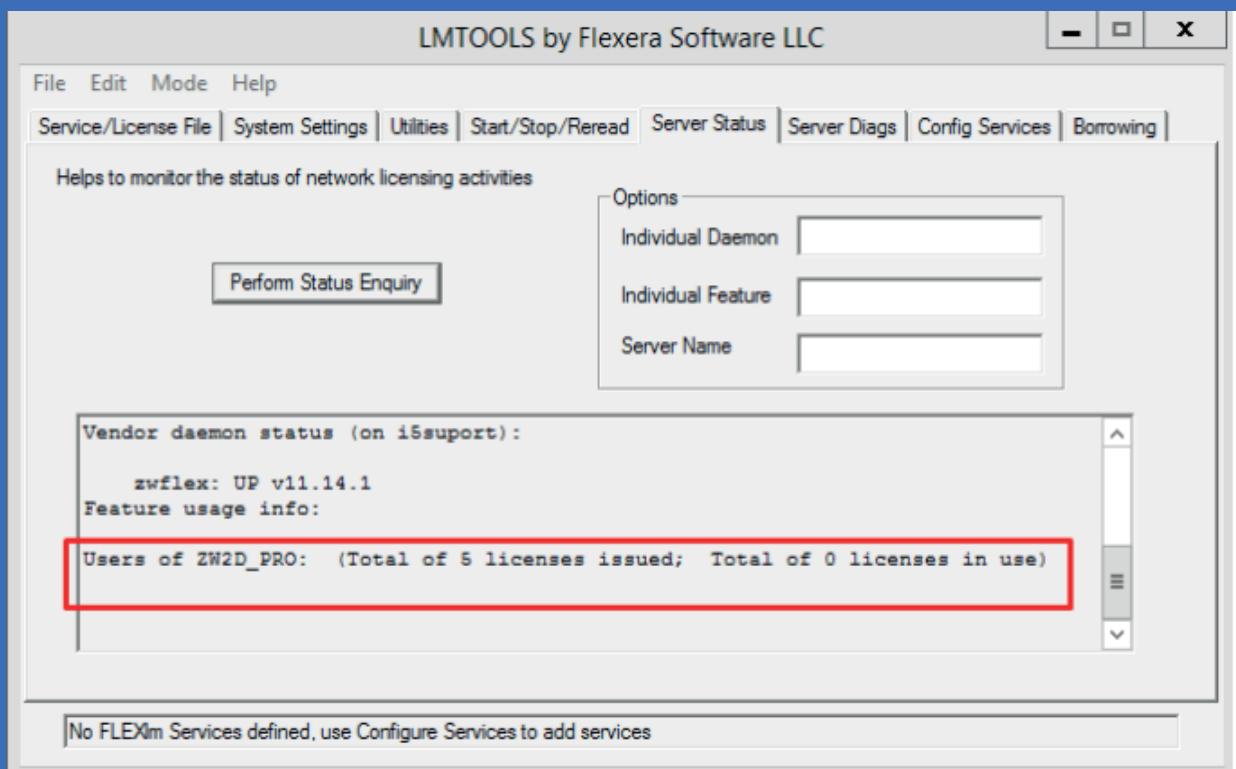 LMTOOLS by Flexera Software LLC
File Edit Mode Help
Service/License File System Settings Utilities Start/Stop/Reread Server Status Server Diags Config Services Borrowing
Helps to monitor the status of network licensing activities
Options
Individual Daemon
Perform Status Enquiry
Individual Feature
Server Name
Vendor daemon status (on i5suport):
zwflex: UP v11.14.1
Feature usage info:
Users of ZW2D_PRO: (Total of 5 licenses issued; Total of 0 licenses in use)
No FLEXlm Services defined, use Configure Services to add services